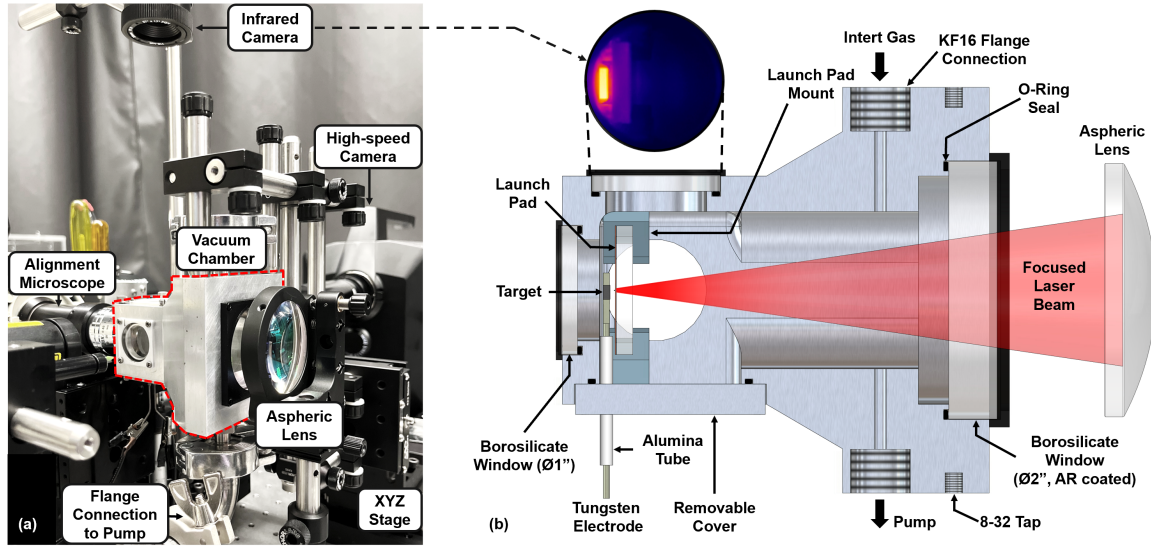 Infrared
Camera
High-speed
Camera
Vacuum
Chamber
Alignment
Microscope
Aspheric
Lens
Flange
Connection
to Pump
XYZ
Stage
(a)
Intert Gas
KF16 Flange
Connection
Launch Pad
Mount
O-Ring
Seal
Aspheric
Lens
Launch
Pad
Target
Focused
Laser
Beam
Borosilicate
Window (Ø1”)
Alumina
Tube
Tungsten
Electrode
Removable
Cover
Pump
8-32 Tap
Borosilicate
Window
(Ø2”, AR coated)
(b)